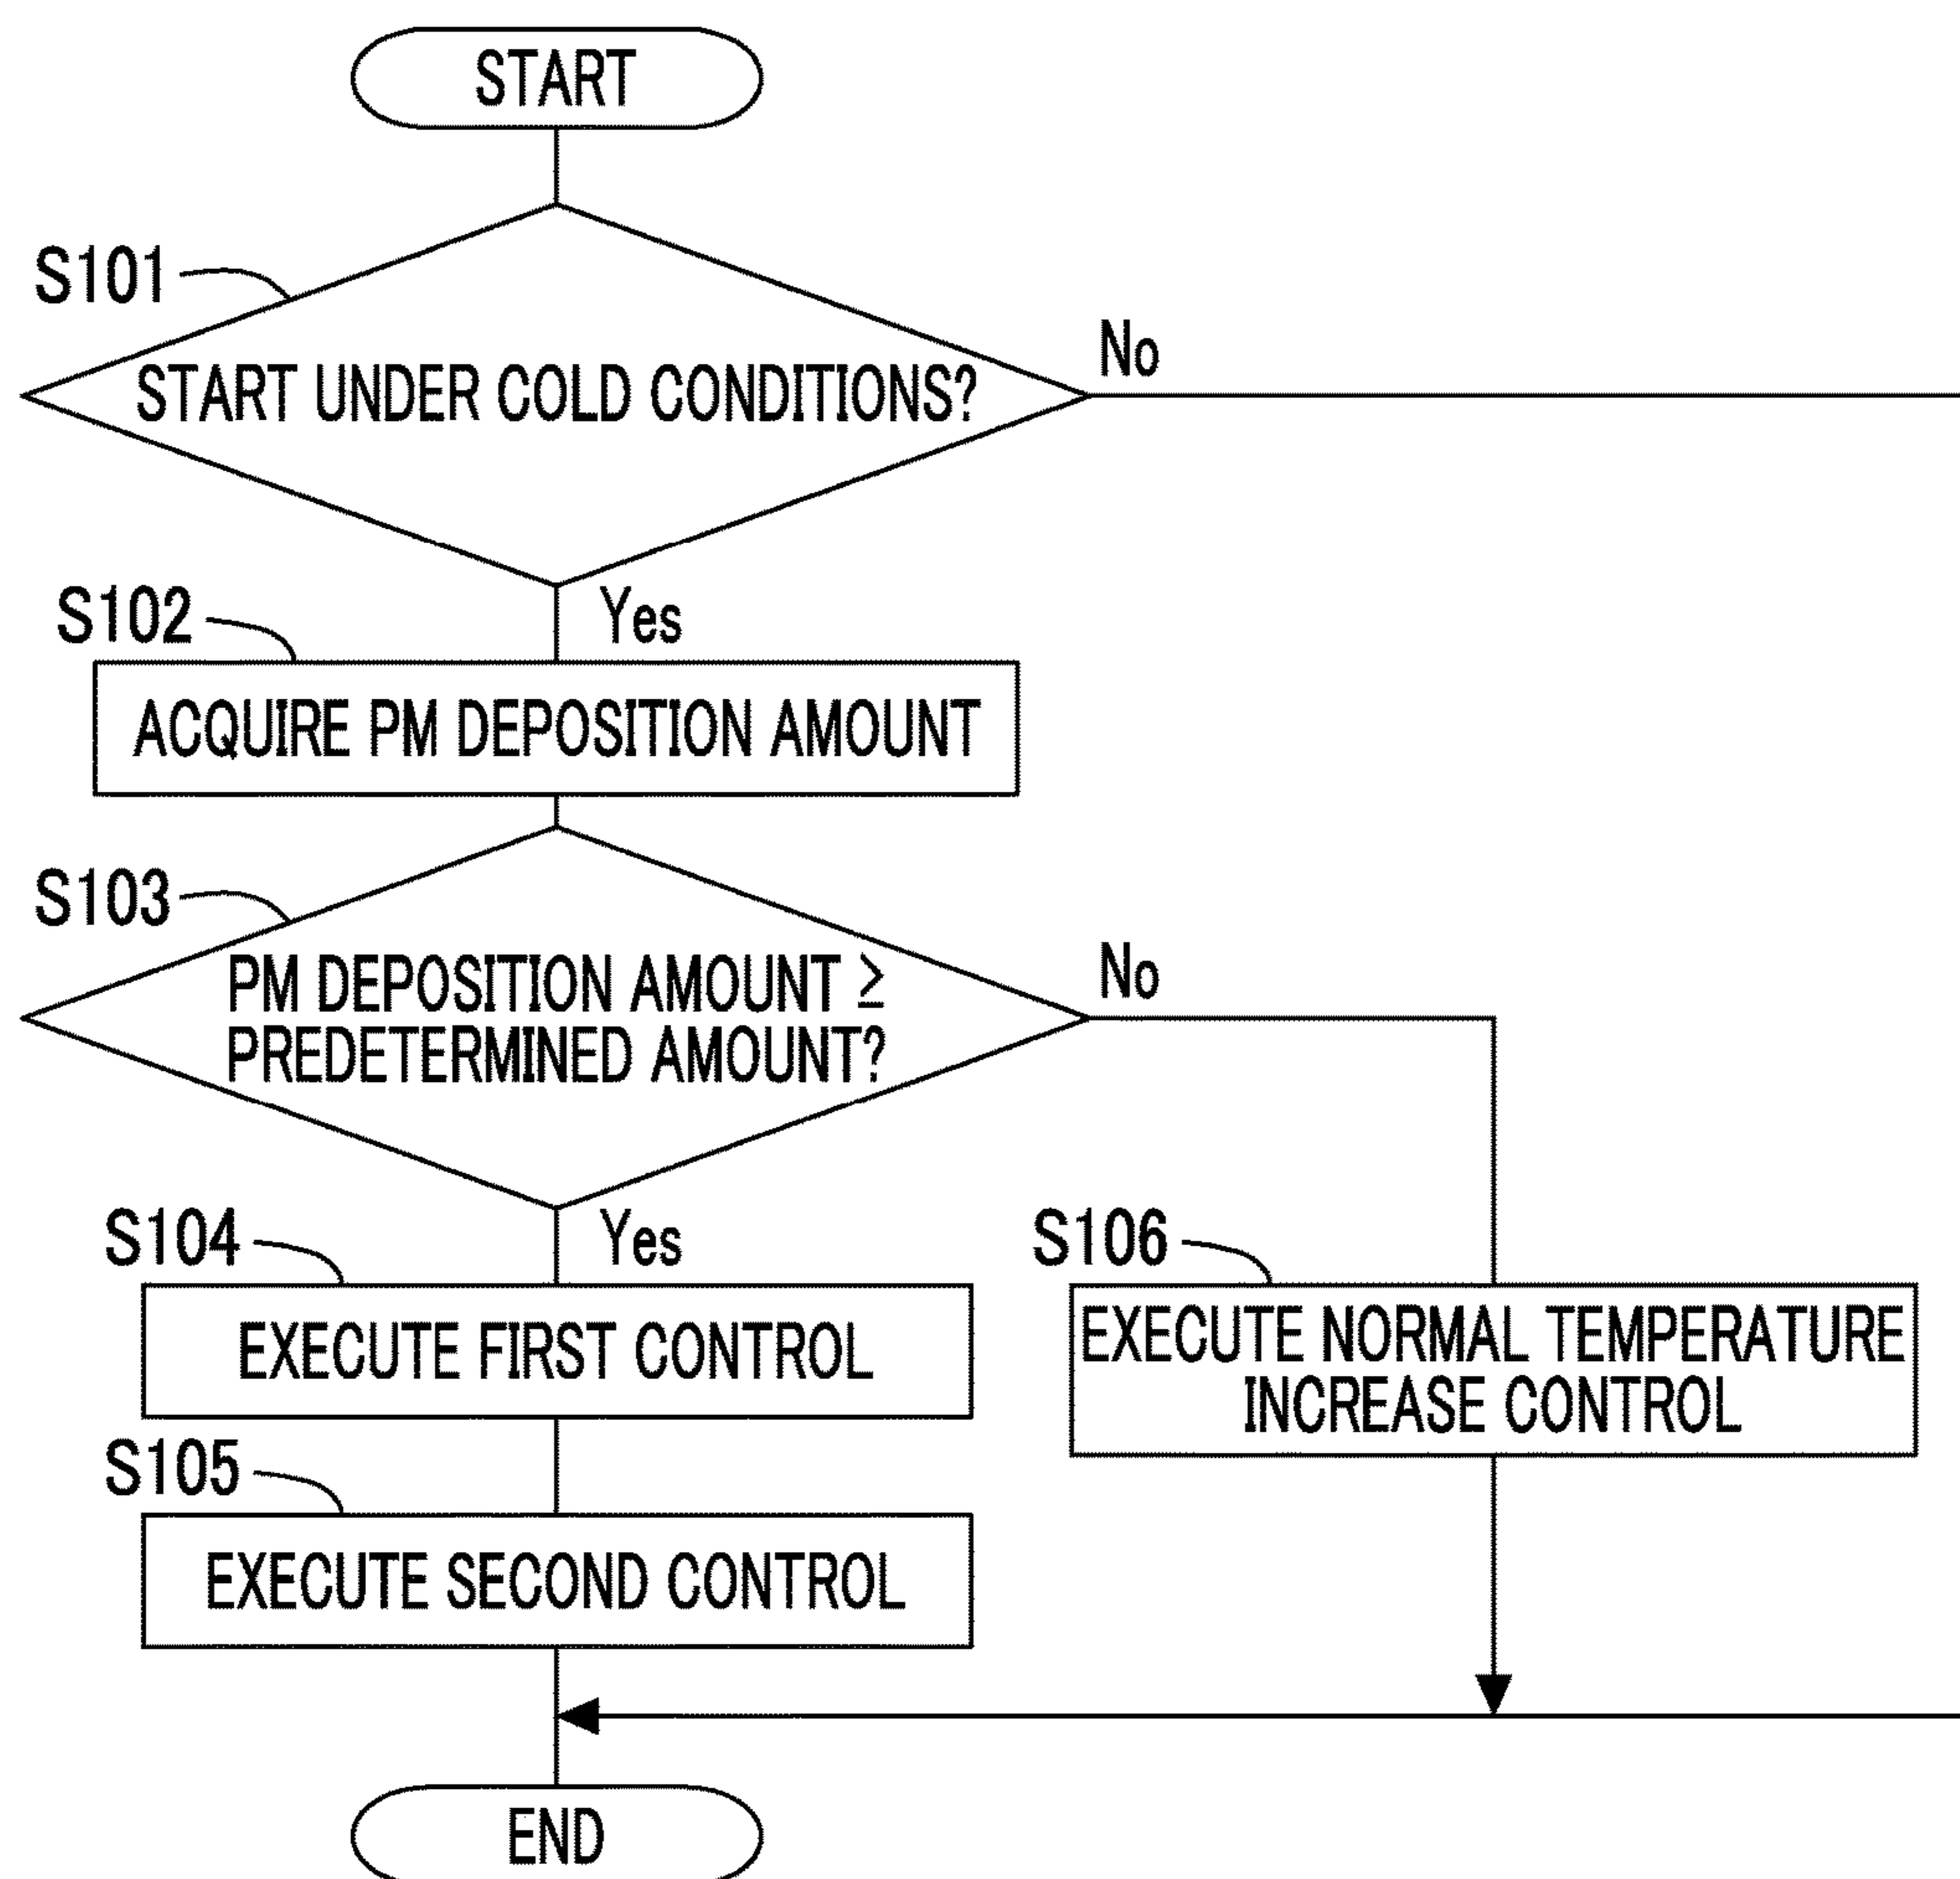 START
S101
START UNDER COLD CONDITIONS?
No
Yes
S102
ACQUIRE PM DEPOSITION AMOUNT
S103
PM DEPOSITION AMOUNT ≥
PREDETERMINED AMOUNT?
No
Yes
S104
EXECUTE FIRST CONTROL
S106
EXECUTE NORMAL TEMPERATURE
INCREASE CONTROL
S105
EXECUTE SECOND CONTROL
END